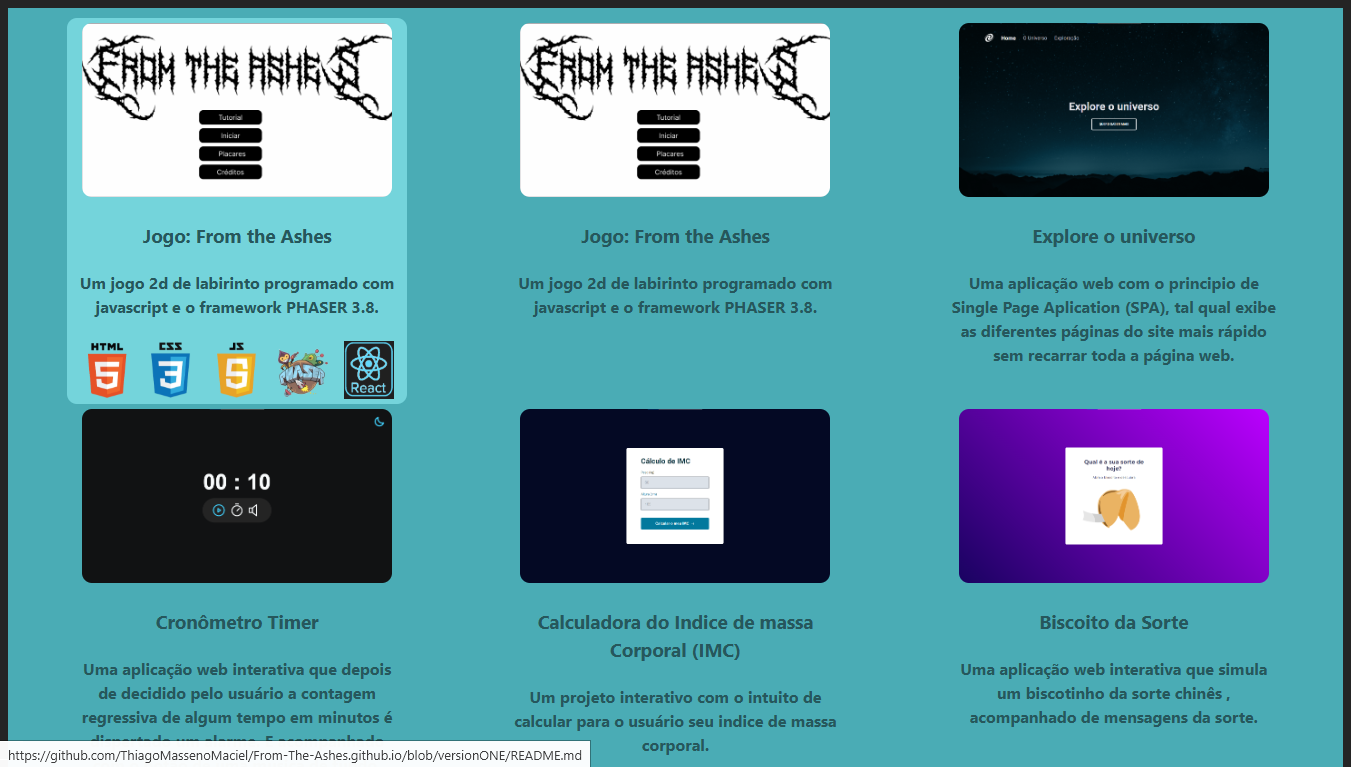 FROM THE ASHES
Tutorial
Iniciar
Placares
Créditos
Jogo: From the Ashes
Um jogo 2d de labirinto programado com
javascript e o framework PHASER 3.8.
HTML
5
CSS
3
JS
5
React
FROM THE ASHES
Tutorial
Iniciar
Placares
Créditos
Jogo: From the Ashes
Um jogo 2d de labirinto programado com
javascript e o framework PHASER 3.8.
Home O Universo Exploração
Explore o universo
Explore o universo
Uma aplicação web com o principio de
Single Page Aplication (SPA), tal qual exibe
as diferentes páginas do site mais rápido
sem recarrar toda a página web.
00 : 10
Cronômetro Timer
Uma aplicação web interativa que depois
de decidido pelo usuário a contagem
regressiva de algum tempo em minutos é
Cálculo de IMC
Calculadora do Indice de massa
Corporal (IMC)
Um projeto interativo com o intuito de
calcular para o usuário seu indice de massa
corporal.
Qual é a sua sorte de
hoje?
Biscoito da Sorte
Uma aplicação web interativa que simula
um biscotinho da sorte chinês ,
acompanhado de mensagens da sorte.
https://github.com/ThiagoMassenoMaciel/From-The-Ashes.github.io/blob/versionONE/README.md